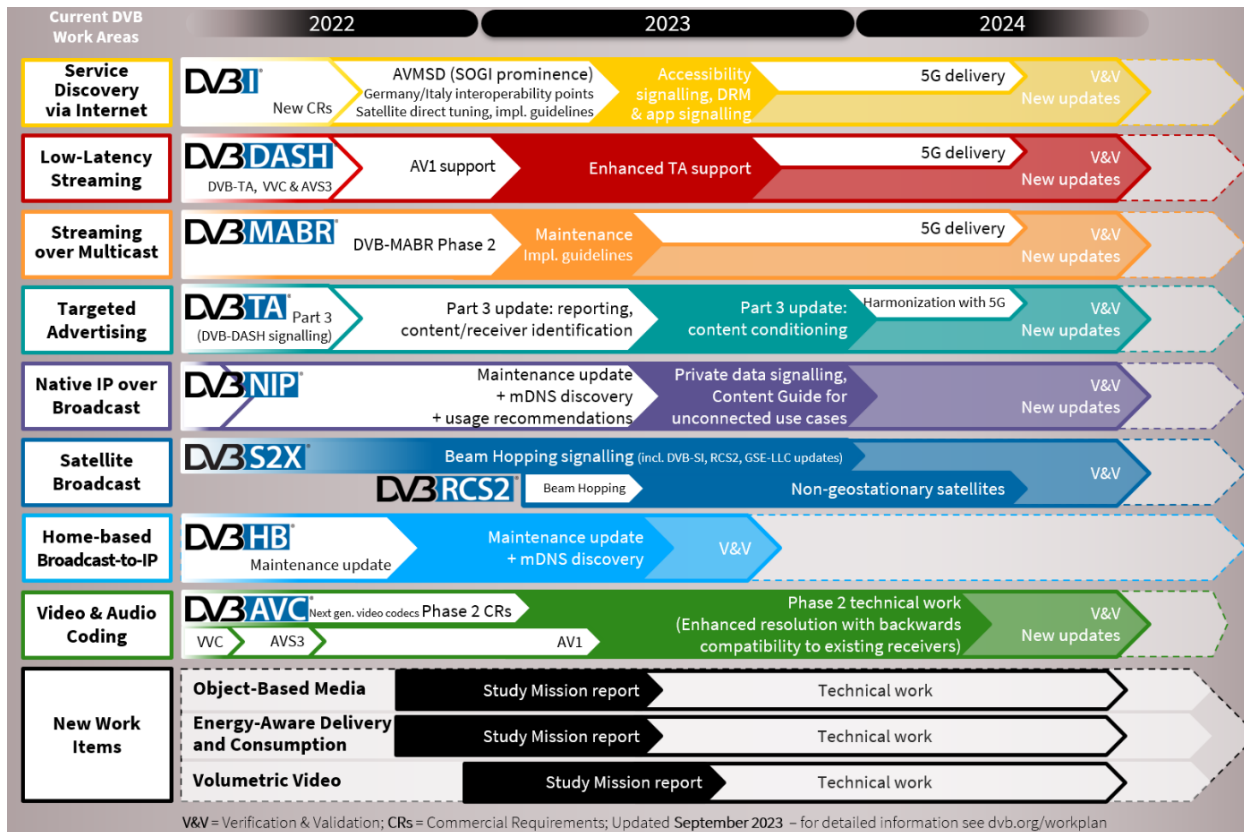 Current DVB
Work Areas
2022
2023
2024
Service
Discovery
via Internet
DVB I
New CRs
AVMSD (SOGI prominence)
Germany/Italy interoperability points
Satellite direct tuning, impl. guidelines
Accessibility
signalling, DRM
& app signalling
5G delivery
V&V
New updates
Low-Latency
Streaming
DVB DASH
DVB-TA, VVC & AVS3
AV1 support
Enhanced TA support
5G delivery
V&V
New updates
Streaming
over Multicast
DVB MABR
DVB-MABR Phase 2
Maintenance
Impl. guidelines
5G delivery
V&V
New updates
Targeted
Advertising
DVB TA
Part 3
(DVB-DASH signalling)
Part 3 update: reporting,
content/receiver identification
Part 3 update:
content conditioning
Harmonization with 5G
V&V
New updates
Native IP over
Broadcast
DVB NIP
Maintenance update
+ mDNS discovery
+ usage recommendations
Private data signalling,
Content Guide for
unconnected use cases
V&V
New updates
Satellite
Broadcast
DVB S2X
Beam Hopping signalling (incl. DVB-SI, RCS2, GSE-LLC updates)
DVB RCS2
Beam Hopping
Non-geostationary satellites
V&V
Home-based
Broadcast-to-IP
DVB HB
Maintenance update
Maintenance update
+ mDNS discovery
V&V
Video & Audio
Coding
DVB AVC
Next gen. video codecs Phase 2 CRs
VVC
AVS3
AV1
Phase 2 technical work
(Enhanced resolution with backwards
compatibility to existing receivers)
V&V
New updates
New Work
Items
Object-Based Media
Study Mission report
Technical work
Energy-Aware Delivery
and Consumption
Study Mission report
Technical work
Volumetric Video
Study Mission report
Technical work
V&V = Verification & Validation; CRs = Commercial Requirements; Updated September 2023 – for detailed information see dvb.org/workplan